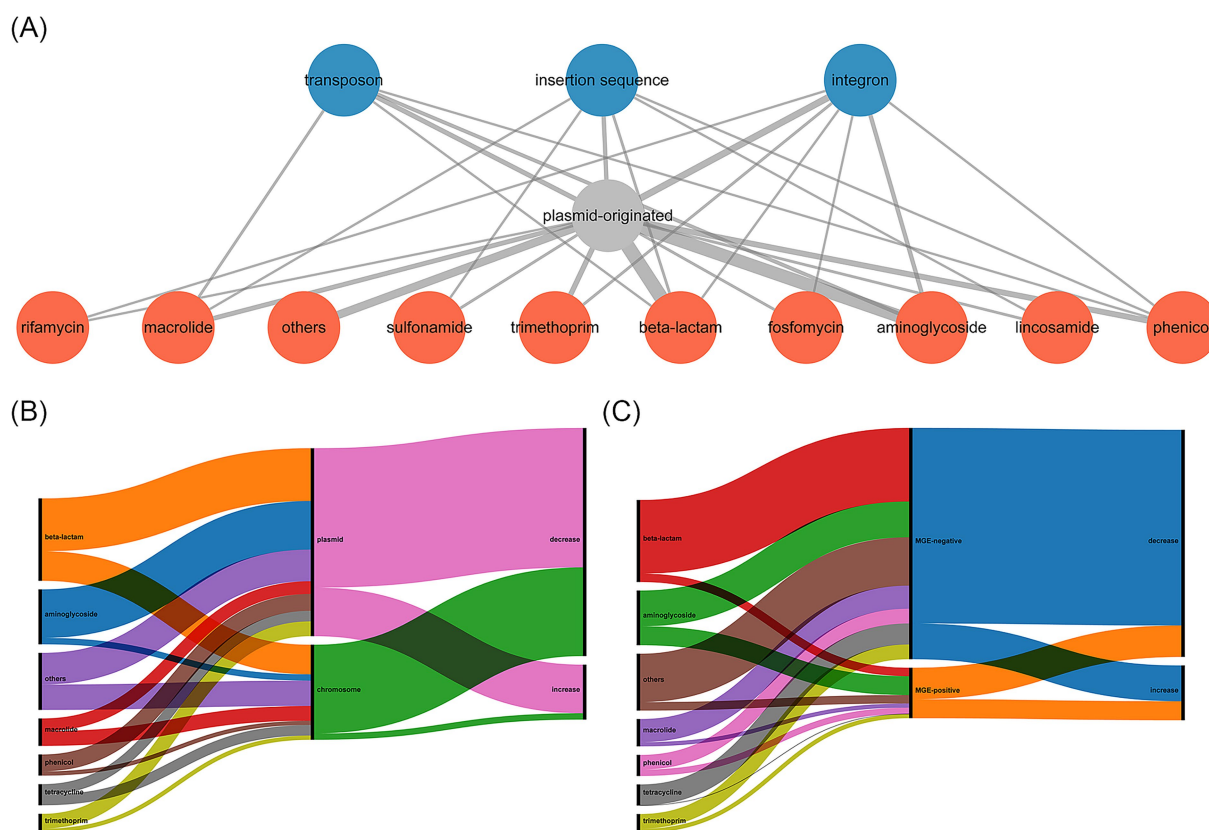 (A)
transposon insertion sequence integron
plasmid-originated
rifamycin macrolide others sulfonamide trimethoprim beta-lactam fosfomycin aminoglycoside lincosamide phenico
(B)
beta-lactam
aminoglycoside
others
macrolide
phenicol
tetracycline
trimethoprim
plasmid
chromosome
decrease
increase
(C)
beta-lactam
aminoglycoside
others
macrolide
phenicol
tetracycline
trimethoprim
MGE-negative
MGE-positive
decrease
increase